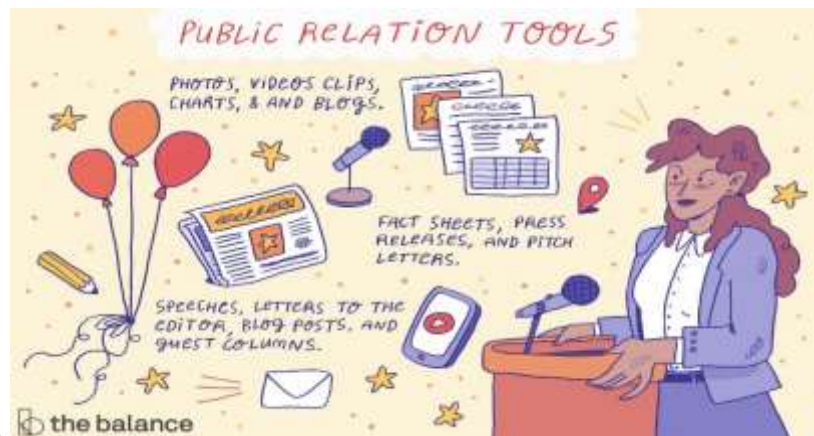 PUBLIC RELATION TOOLS
PHOTOS, VIDEOS CLIPS,
CHARTS, & AND BLOGS.
FACT SHEETS, PRESS
RELEASES, AND PITCH
LETTERS.
SPEECHES, LETTERS TO THE
EDITOR, BLOG POSTS, AND
GUEST COLUMNS.
the balance